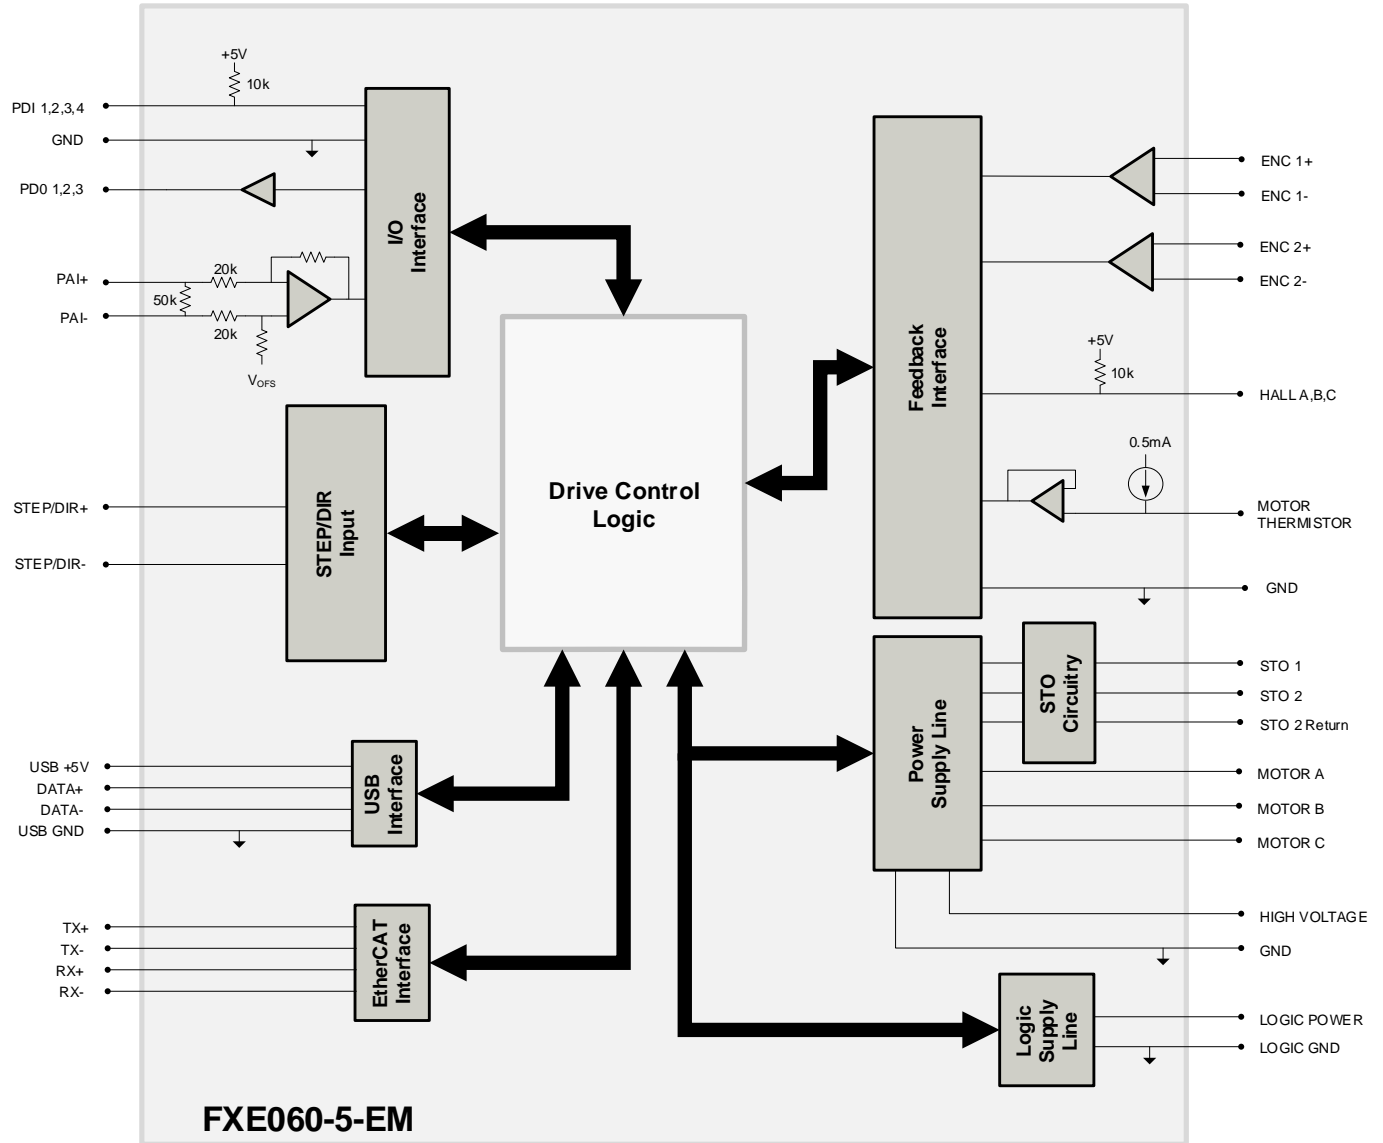 +5V
10k
PDI 1,2,3,4
GND
PD0 1,2,3
PAI+
20k
50k
PAI-
20k
VOFS
I/O
Interface
STEP/DIR+
STEP/DIR-
STEP/DIR
Input
Drive Control
Logic
USB +5V
DATA+
DATA-
USB GND
USB
Interface
TX+
TX-
RX+
RX-
EtherCAT
Interface
Feedback
Interface
ENC 1+
ENC 1-
ENC 2+
ENC 2-
+5V
10k
HALL A,B,C
0.5mA
MOTOR
THERMISTOR
GND
Power
Supply Line
STO
Circuitry
STO 1
STO 2
STO 2 Return
MOTOR A
MOTOR B
MOTOR C
HIGH VOLTAGE
GND
Logic
Supply
Line
LOGIC POWER
LOGIC GND
FXE060-5-EM